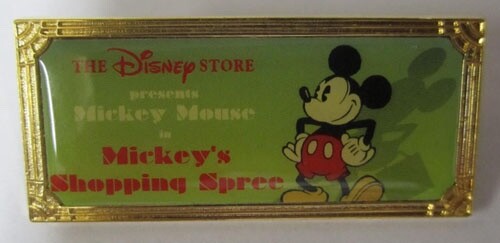 THE Disney STORE
presents
Mickey Mouse
in
Mickey's
Shopping Spree